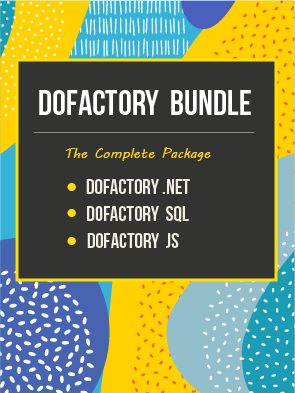 DOFACTORY BUNDLE
The Complete Package
DOFACTORY .NET
DOFACTORY SQL
DOFACTORY JS